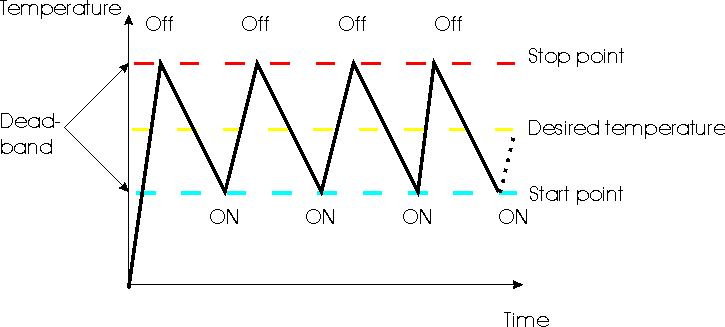 Temperature
Off
Off
Off
Off
Stop point
Dead-
band
Desired temperature
Start point
ON
ON
ON
ON
Time